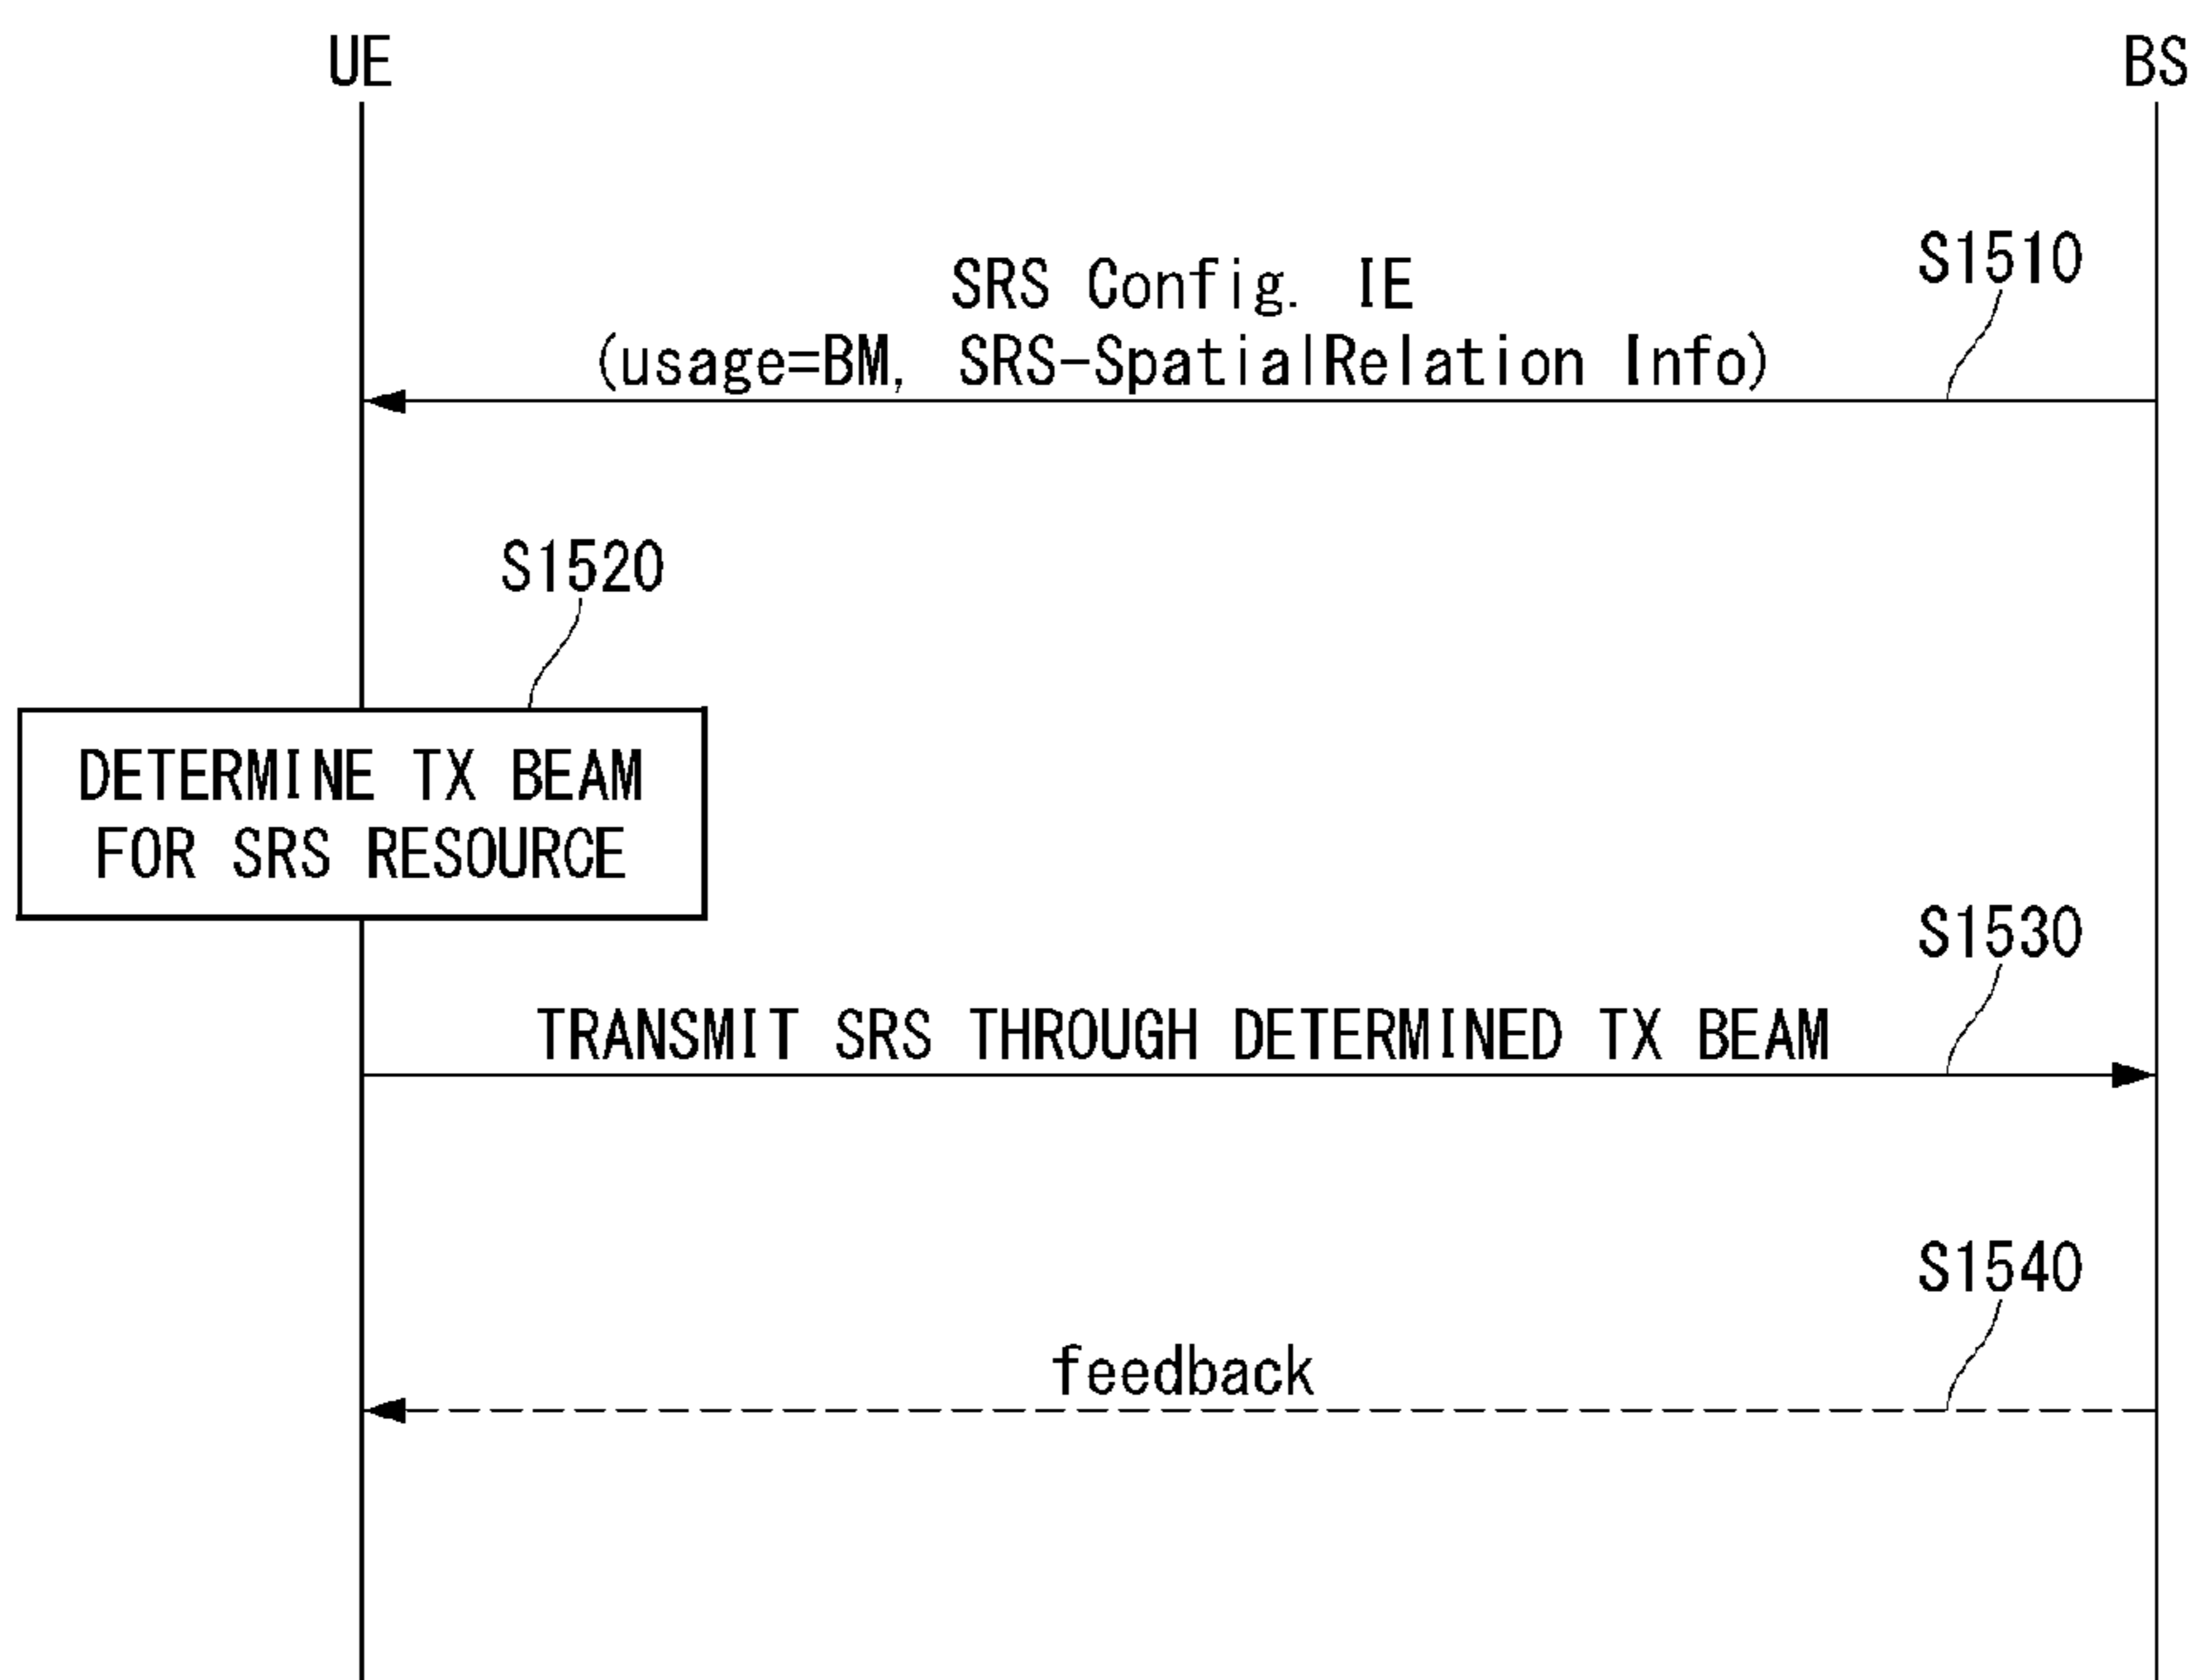 UE
BS
S1510
SRS Config. IE
(usage=BM, SRS-SpatialRelation Info)
S1520
DETERMINE TX BEAM
FOR SRS RESOURCE
S1530
TRANSMIT SRS THROUGH DETERMINED TX BEAM
S1540
feedback